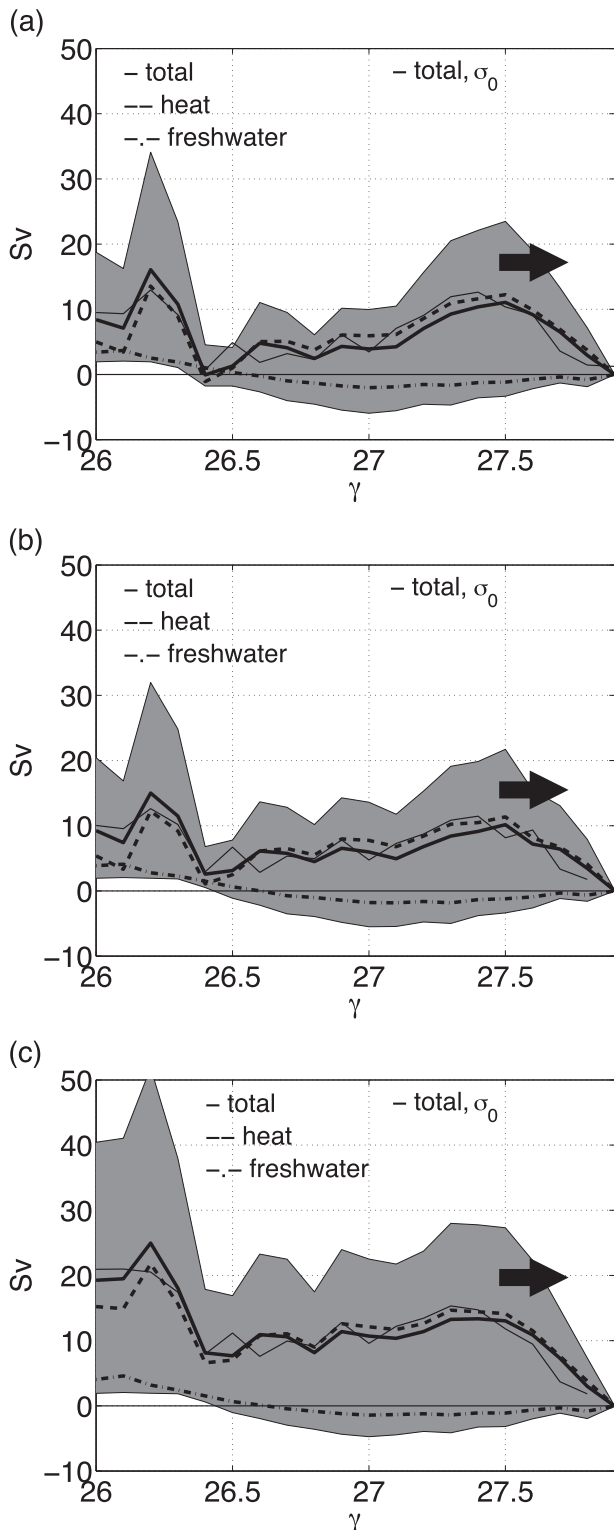 (a)
50
40
30
20
10
0
−10
Sv
– total
–– heat
–.– freshwater
– total, σ0
26
26.5
27
27.5
γ
(b)
50
40
30
20
10
0
−10
Sv
– total
–– heat
–.– freshwater
– total, σ0
26
26.5
27
27.5
γ
(c)
50
40
30
20
10
0
−10
Sv
– total
–– heat
–.– freshwater
– total, σ0
26
26.5
27
27.5
γ